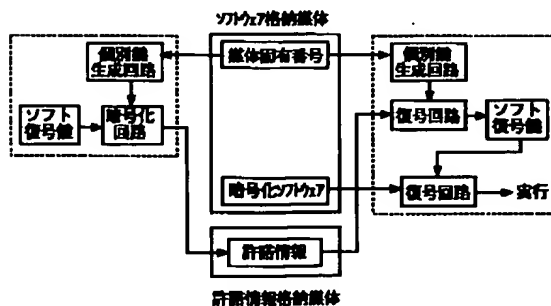 ソフトウェア格納媒体
個別鍵
生成回路
媒体固有番号
個別鍵
生成回路
ソフト
復号鍵
暗号化
回路
復号回路
ソフト
復号鍵
暗号化ソフトウェア
復号回路
実行
許諾情報
許諾情報格納媒体